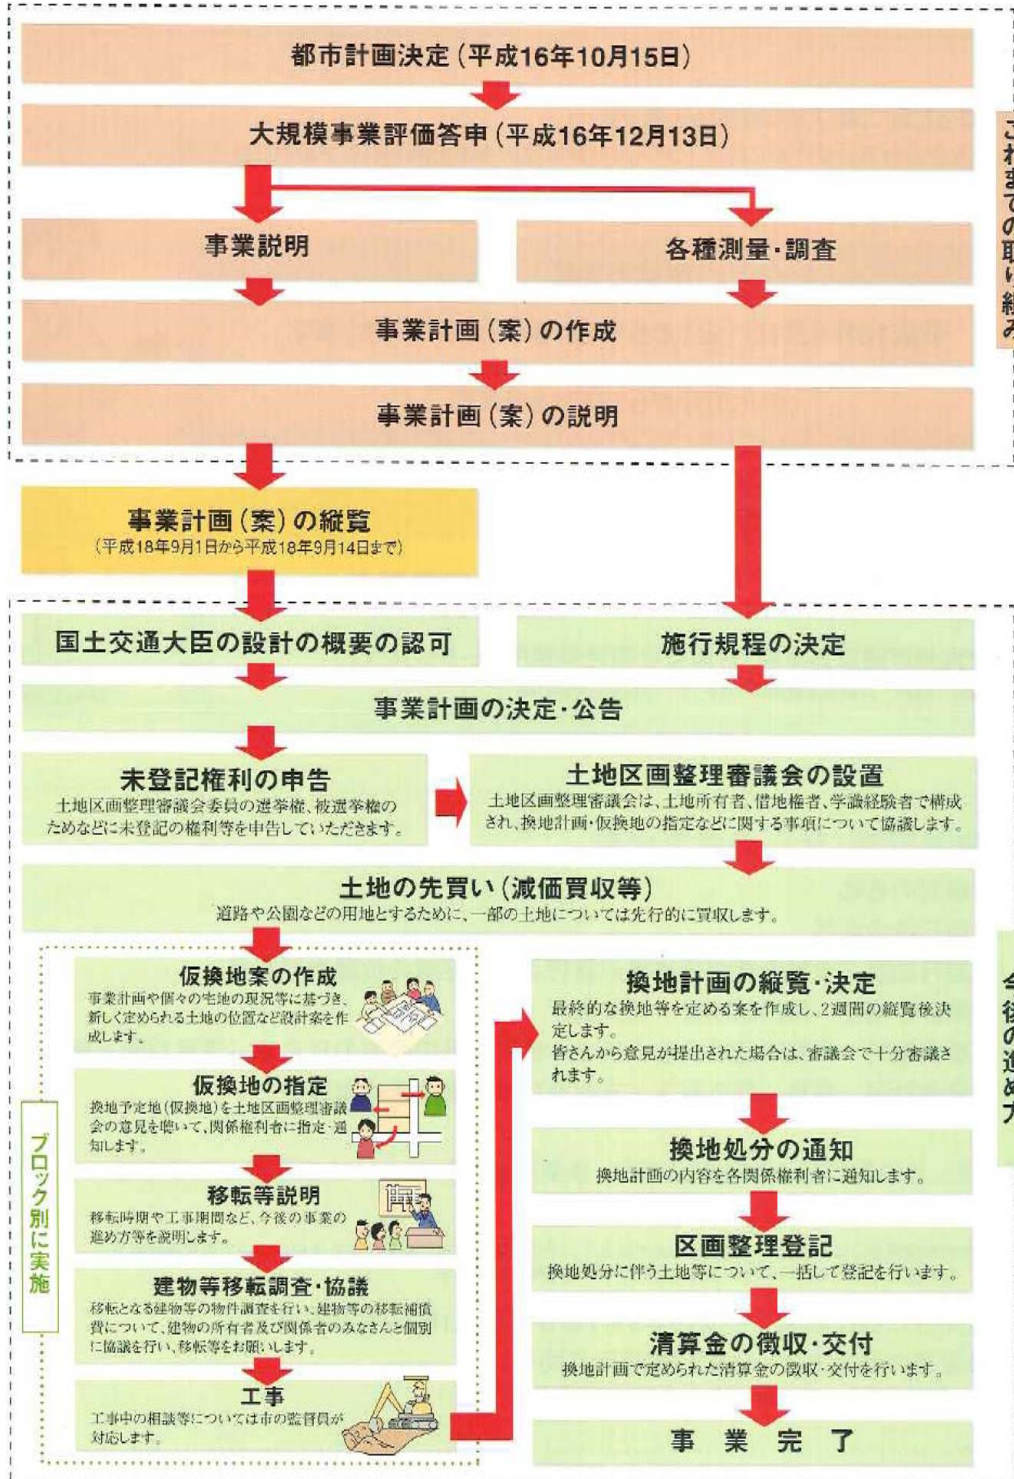 都市計画決定(平成16年10月15日)
大規模事業評価答申(平成16年12月13日)
事業説明
各種測量・調査
事業計画(案)の作成
事業計画(案)の説明
これまでの取り組み
事業計画(案)の縦覧
(平成18年9月1日から平成18年9月14日まで)
国土交通大臣の設計の概要の認可
施行規程の決定
事業計画の決定・公告
未登記権利の申告
土地区画整理審議会委員の選挙権、被選挙権の
ためなどに未登記の権利等を申告していただきます。
土地区画整理審議会の設置
土地区画整理審議会は、土地所有者、借地権者、学識経験者で構成
され、換地計画・仮換地の指定などに関する事項について協議します。
土地の先買い(減価買収等)
道路や公園などの用地とするために、一部の土地については先行的に買収します。
ブロック別に実施
仮換地案の作成
事業計画や個々の宅地の現況等に基づき、
新しく定められる土地の位置など設計案を作
成します。
仮換地の指定
換地予定地(仮換地)を土地区画整理審議
会の意見を聴いて、関係権利者に指定・通
知します。
移転等説明
移転時期や工事期間など、今後の事業の
進め方等を説明します。
建物等移転調査・協議
移転となる建物等の物件調査を行い、建物等の移転補償
費について、建物の所有者及び関係者のみなさんと個別
に協議を行い、移転等をお願いします。
工事
工事中の相談等については市の監督員が
対応します。
換地計画の縦覧・決定
最終的な換地等を定める案を作成し、2週間の縦覧後決
定します。
皆さんから意見が提出された場合は、審議会で十分審議さ
れます。
換地処分の通知
換地計画の内容を各関係権利者に通知します。
区画整理登記
換地処分に伴う土地等について、一括して登記を行います。
清算金の徴収・交付
換地計画で定められた清算金の徴収・交付を行います。
事業完了
今後の進め方